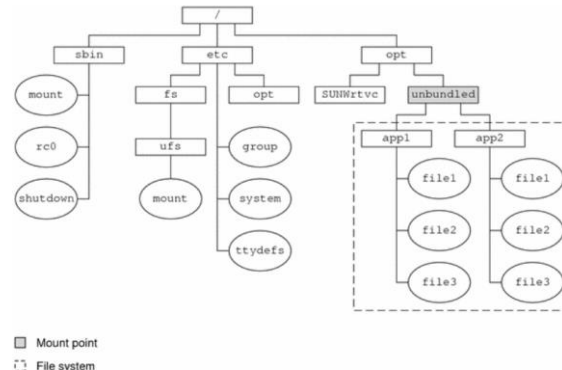 /
sbin etc opt
mount fs opt SUNWrtvc unbundled
rc0 ufs group app1 app2
shutdown mount system file1 file1
ttydefs file2 file2
file3 file3
Mount point
File system